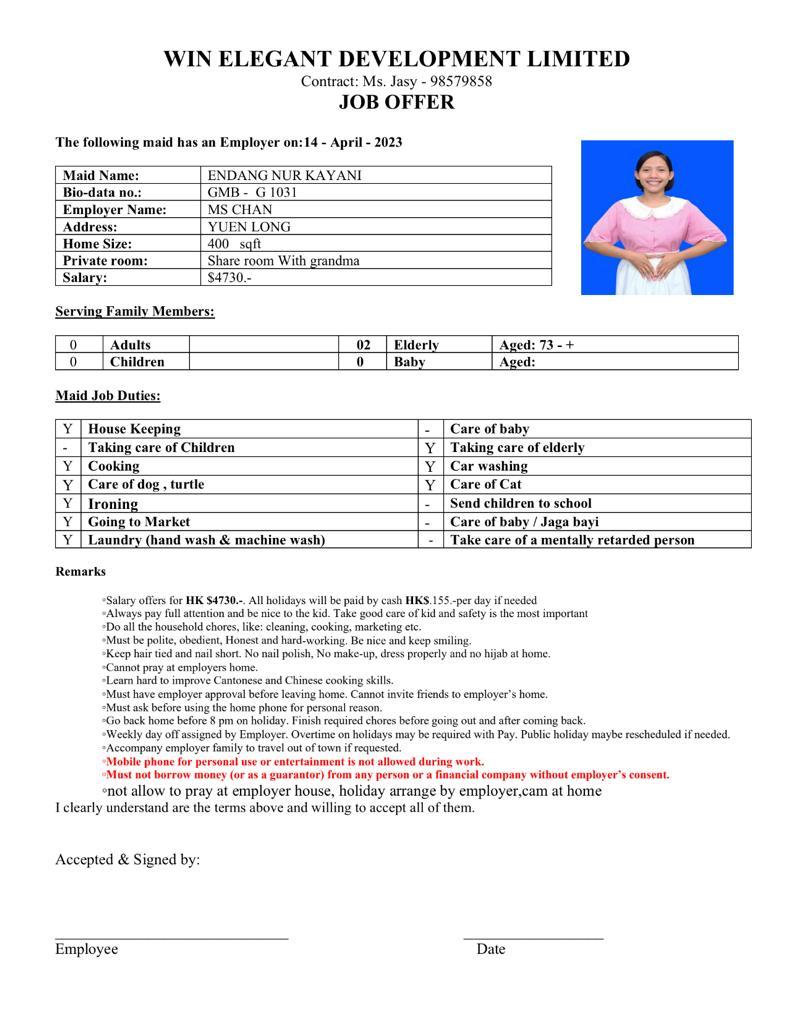 WIN ELEGANT DEVELOPMENT LIMITED
Contract: Ms. Jasy - 98579858
JOB OFFER
The following maid has an Employer on:14 - April - 2023
Maid Name: ENDANG NUR KAYANI
Bio-data no.: GMB - G 1031
Employer Name: MS CHAN
Address: YUEN LONG
Home Size: 400 sqft
Private room: Share room With grandma
Salary: $4730.-
Serving Family Members:
0 Adults 02 Elderly Aged: 73 - +
0 Children 0 Baby Aged:
Maid Job Duties:
Y House Keeping - Care of baby
- Taking care of Children Y Taking care of elderly
Y Cooking Y Car washing
Y Care of dog , turtle Y Care of Cat
Y Ironing - Send children to school
Y Going to Market - Care of baby / Jaga bayi
Y Laundry (hand wash & machine wash) - Take care of a mentally retarded person
Remarks
▫Salary offers for HK $4730.-. All holidays will be paid by cash HK$.155.-per day if needed
▫Always pay full attention and be nice to the kid. Take good care of kid and safety is the most important
▫Do all the household chores, like: cleaning, cooking, marketing etc.
▫Must be polite, obedient, Honest and hard-working. Be nice and keep smiling.
▫Keep hair tied and nail short. No nail polish, No make-up, dress properly and no hijab at home.
▫Cannot pray at employers home.
▫Learn hard to improve Cantonese and Chinese cooking skills.
▫Must have employer approval before leaving home. Cannot invite friends to employer’s home.
▫Must ask before using the home phone for personal reason.
▫Go back home before 8 pm on holiday. Finish required chores before going out and after coming back.
▫Weekly day off assigned by Employer. Overtime on holidays may be required with Pay. Public holiday maybe rescheduled if needed.
▫Accompany employer family to travel out of town if requested.
▫Mobile phone for personal use or entertainment is not allowed during work.
▫Must not borrow money (or as a guarantor) from any person or a financial company without employer’s consent.
▫not allow to pray at employer house, holiday arrange by employer,cam at home
I clearly understand are the terms above and willing to accept all of them.
Accepted & Signed by:
Employee Date